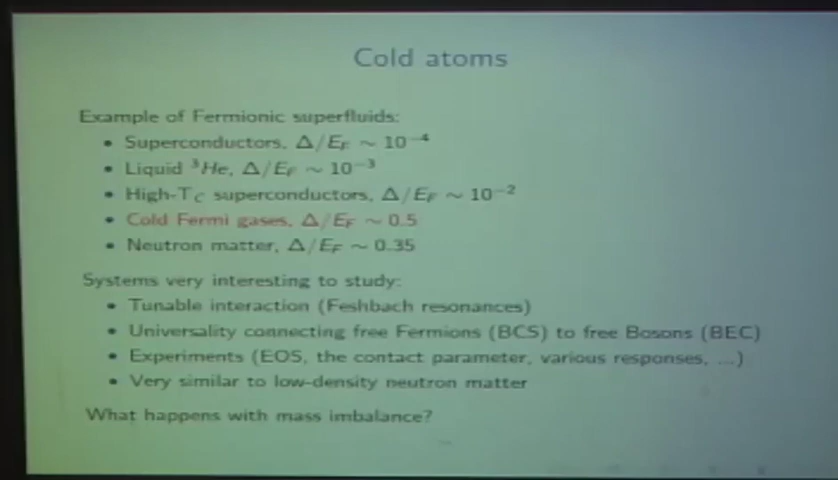 Cold atoms
Example of Fermionic superfluids:
• Superconductors, Δ/E_F ∼ 10⁻⁴
• Liquid ³He, Δ/E_F ∼ 10⁻³
• High-T_C superconductors, Δ/E_F ∼ 10⁻²
• Cold Fermi gases, Δ/E_F ∼ 0.5
• Neutron matter, Δ/E_F ∼ 0.35
Systems very interesting to study:
• Tunable interaction (Feshbach resonances)
• Universality connecting free Fermions (BCS) to free Bosons (BEC)
• Experiments (EOS, the contact parameter, various responses, ...)
• Very similar to low-density neutron matter
What happens with mass imbalance?